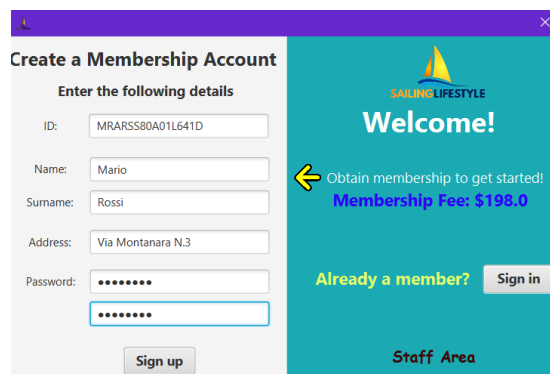 Create a Membership Account
Enter the following details
ID: MRARSS80A01L641D
Name: Mario
Surname: Rossi
Address: Via Montanara N.3
Password: ●●●●●●●●
●●●●●●●●
Sign up
SAILINGLIFESTYLE
Welcome!
Obtain membership to get started!
Membership Fee: $198.0
Already a member? Sign in
Staff Area